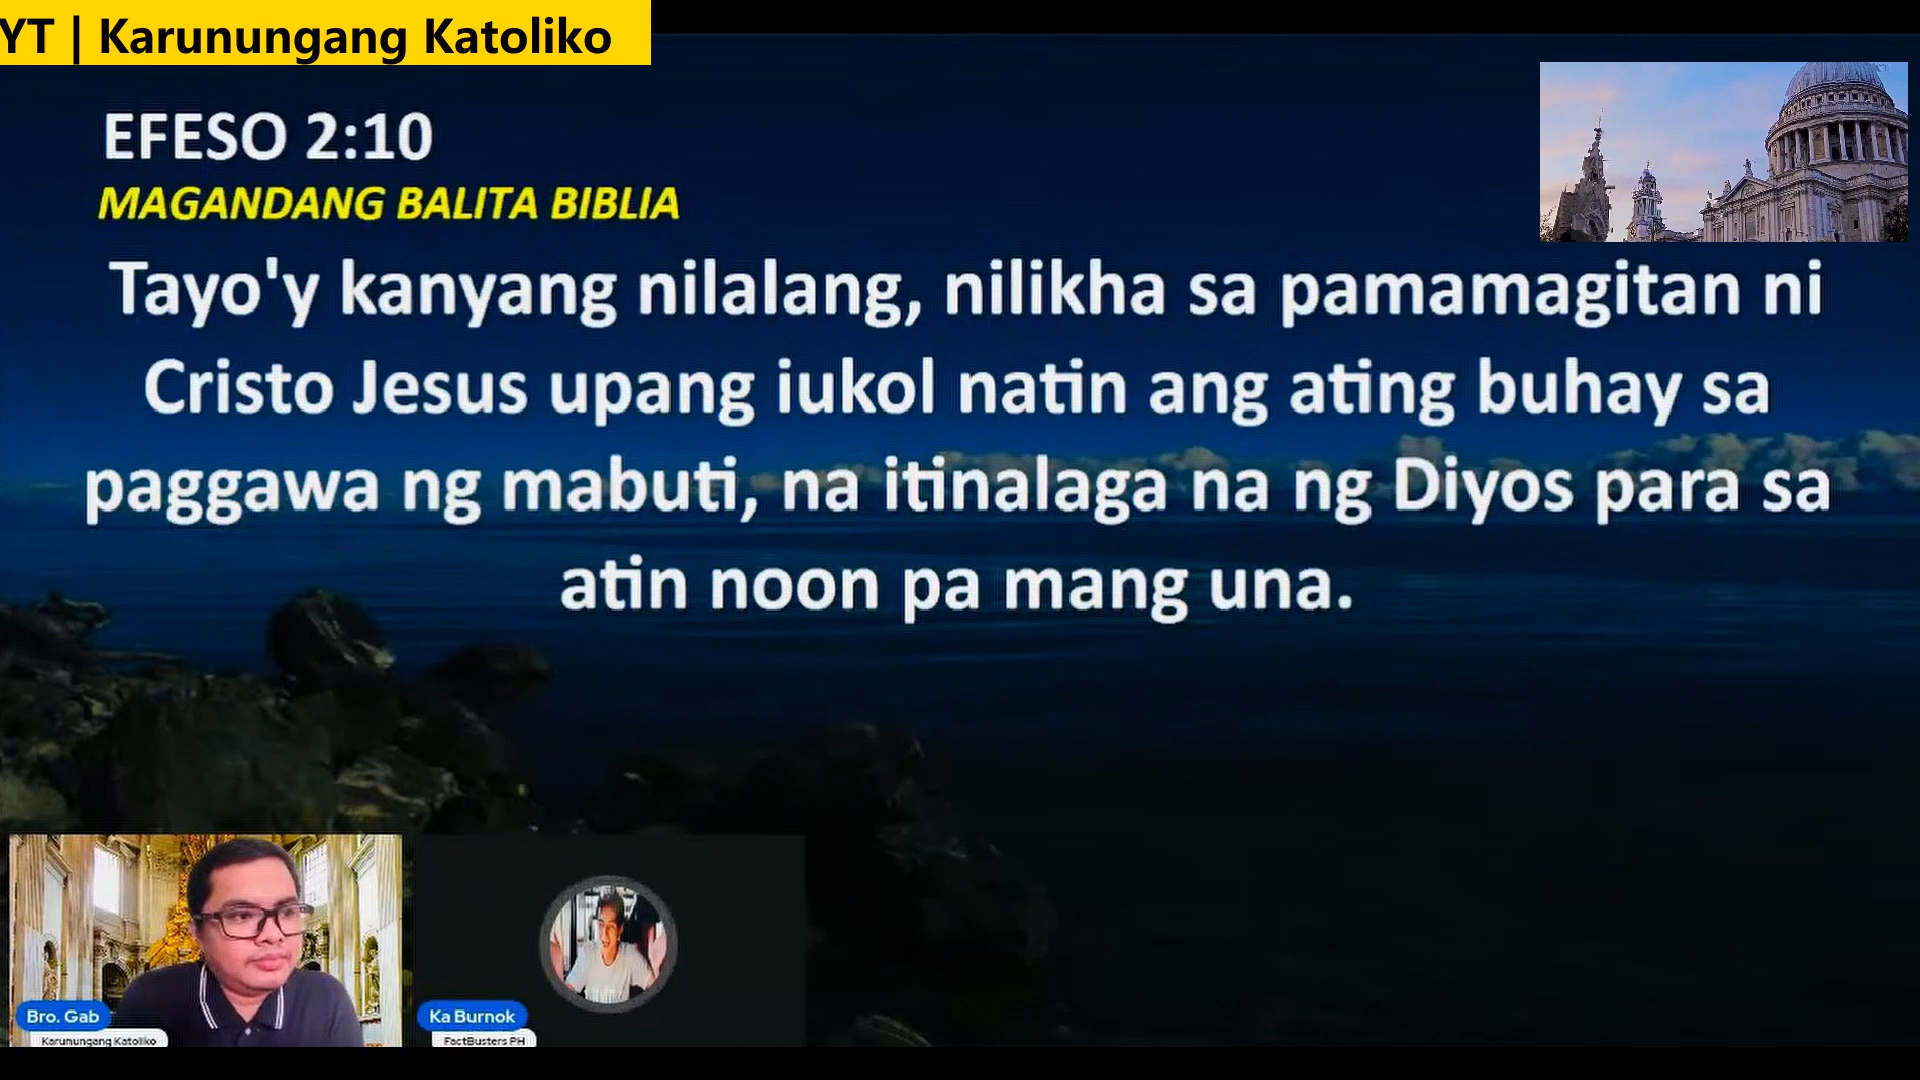 YT | Karunungang Katoliko
EFESO 2:10
MAGANDANG BALITA BIBLIA
Tayo'y kanyang nilalang, nilikha sa pamamagitan ni
Cristo Jesus upang iukol natin ang ating buhay sa
paggawa ng mabuti, na itinalaga na ng Diyos para sa
atin noon pa mang una.
Bro. Gab
Karunungang Katoliko
Ka Burnok
FactBusters PH